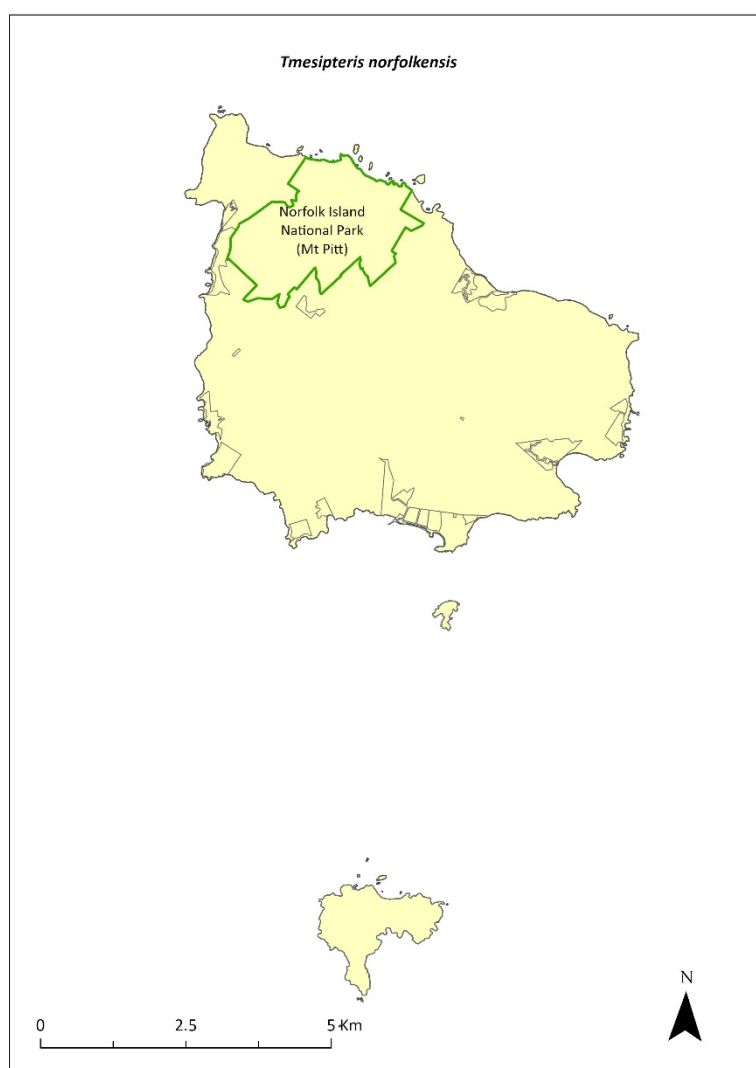 Tmesipteris norfolkensis
Norfolk Island
National Park
(Mt Pitt)
N
0 2.5 5 Km